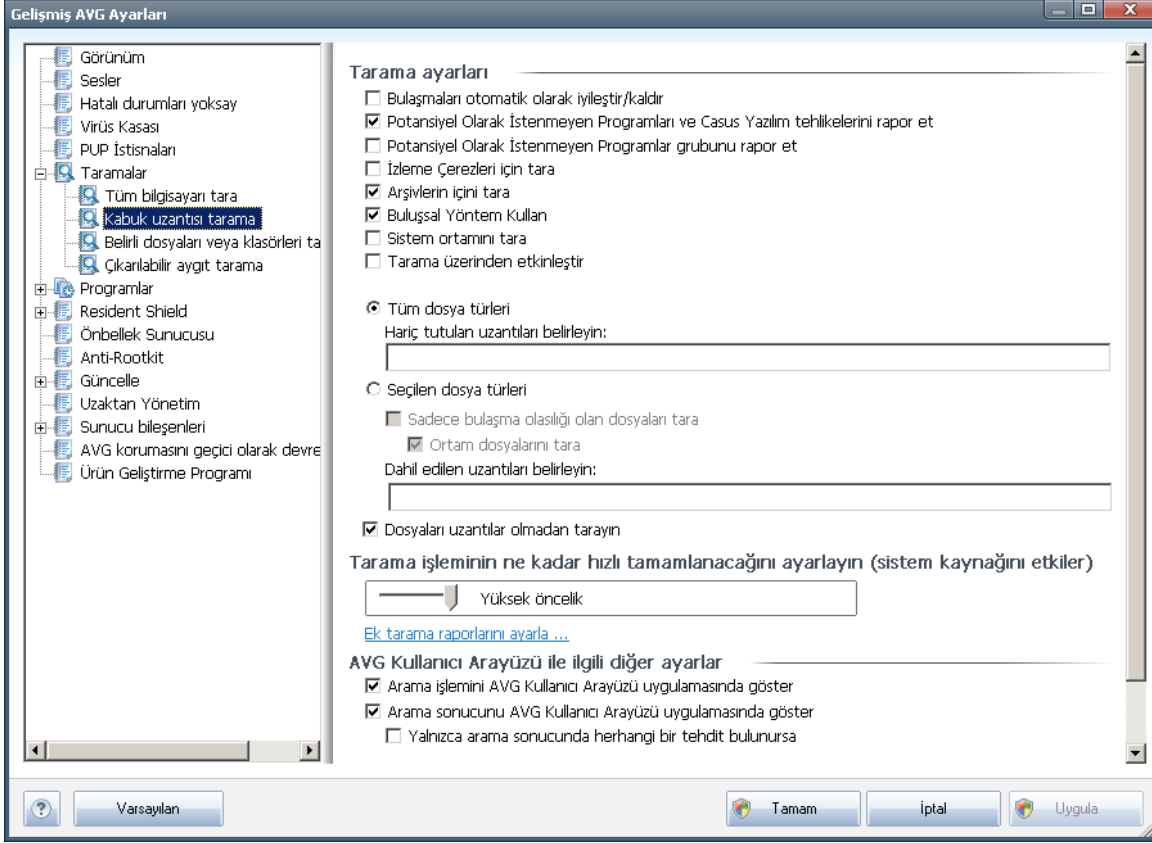 Gelişmiş AVG Ayarları
Görünüm
Sesler
Hatalı durumları yoksay
Virüs Kasası
PUP İstisnaları
Taramalar
Tüm bilgisayarı tara
Kabuk uzantısı tarama
Belirli dosyaları veya klasörleri ta
Çıkarılabilir aygıt tarama
Programlar
Resident Shield
Önbellek Sunucusu
Anti-Rootkit
Güncelle
Uzaktan Yönetim
Sunucu bileşenleri
AVG korumasını geçici olarak devre
Ürün Geliştirme Programı
Tarama ayarları
Bulaşmaları otomatik olarak iyileştir/kaldır
Potansiyel Olarak İstenmeyen Programları ve Casus Yazılım tehlikelerini rapor et
Potansiyel Olarak İstenmeyen Programlar grubunu rapor et
İzleme Çerezleri için tara
Arşivlerin içini tara
Buluşsal Yöntem Kullan
Sistem ortamını tara
Tarama üzerinden etkinleştir
Tüm dosya türleri
Hariç tutulan uzantıları belirleyin:
Seçilen dosya türleri
Sadece bulaşma olasılığı olan dosyaları tara
Ortam dosyalarını tara
Dahil edilen uzantıları belirleyin:
Dosyaları uzantılar olmadan tarayın
Tarama işleminin ne kadar hızlı tamamlanacağını ayarlayın (sistem kaynağını etkiler)
Yüksek öncelik
Ek tarama raporlarını ayarla ...
AVG Kullanıcı Arayüzü ile ilgili diğer ayarlar
Arama işlemini AVG Kullanıcı Arayüzü uygulamasında göster
Arama sonucunu AVG Kullanıcı Arayüzü uygulamasında göster
Yalnızca arama sonucunda herhangi bir tehdit bulunursa
? Varsayılan Tamam İptal Uygula